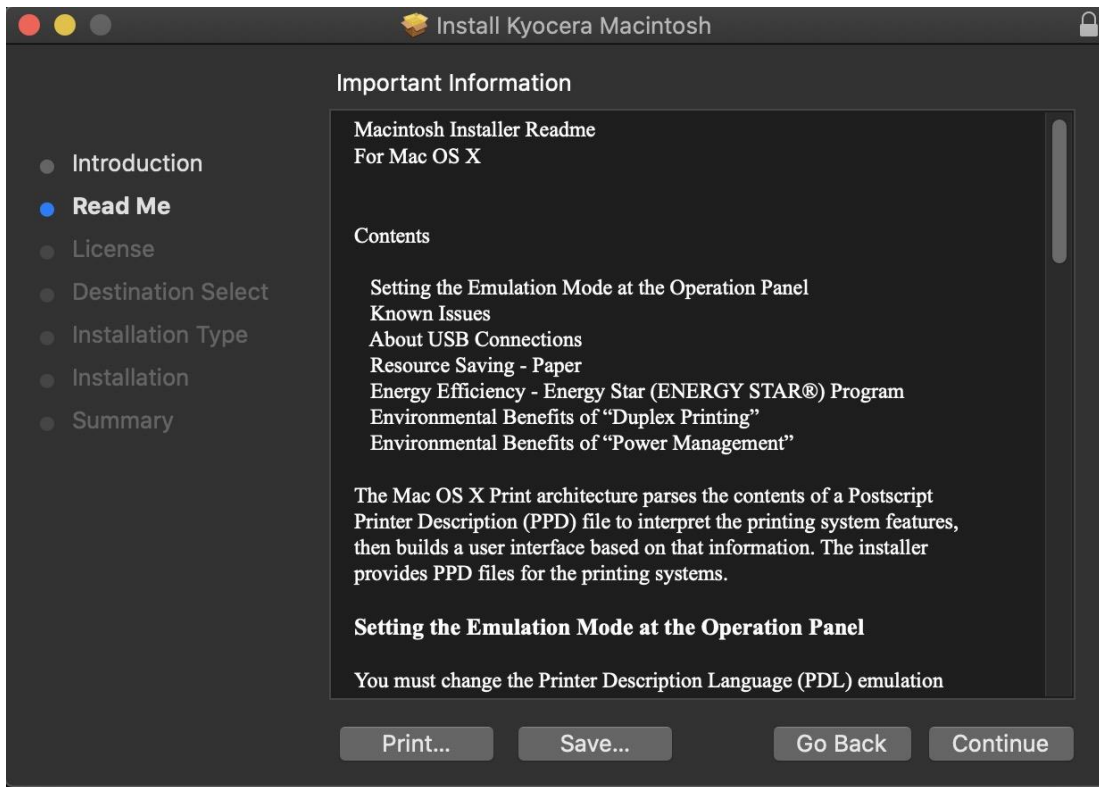 Install Kyocera Macintosh
Important Information
Introduction
Read Me
License
Destination Select
Installation Type
Installation
Summary
Macintosh Installer Readme
For Mac OS X
Contents
Setting the Emulation Mode at the Operation Panel
Known Issues
About USB Connections
Resource Saving - Paper
Energy Efficiency - Energy Star (ENERGY STAR®) Program
Environmental Benefits of “Duplex Printing”
Environmental Benefits of “Power Management”
The Mac OS X Print architecture parses the contents of a Postscript
Printer Description (PPD) file to interpret the printing system features,
then builds a user interface based on that information. The installer
provides PPD files for the printing systems.
Setting the Emulation Mode at the Operation Panel
You must change the Printer Description Language (PDL) emulation
Print...
Save...
Go Back
Continue